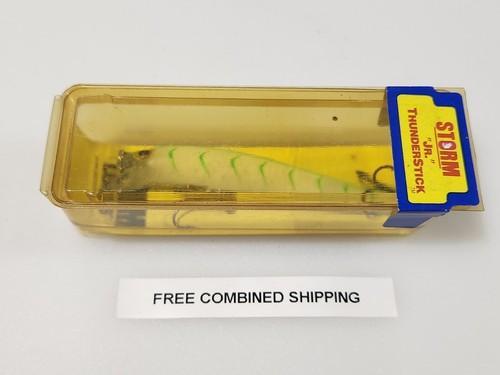 STORM
"JR."
THUNDERSTICK
FREE COMBINED SHIPPING